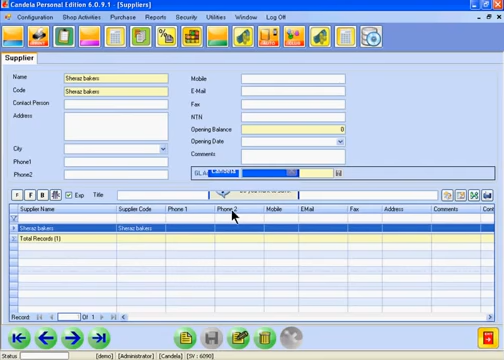 Candela Personal Edition 6.0.9.1 - [Suppliers]
Configuration Shop Activities Purchase Reports Security Utilities Window Log Off
Supplier
Name Sheraz bakers
Code Sheraz bakers
Contact Person
Address
City
Phone1
Phone2
Mobile
E-Mail
Fax
NTN
Opening Balance 0
Opening Date
Comments
GL A
Candela
F F B Exp Title
Supplier Name Supplier Code Phone 1 Phone 2 Mobile EMail Fax Address Comments Cont
Sheraz bakers Sheraz bakers
Total Records (1)
Record: Of 1
Status [demo] [Administrator] [Candela] [SV : 6090]